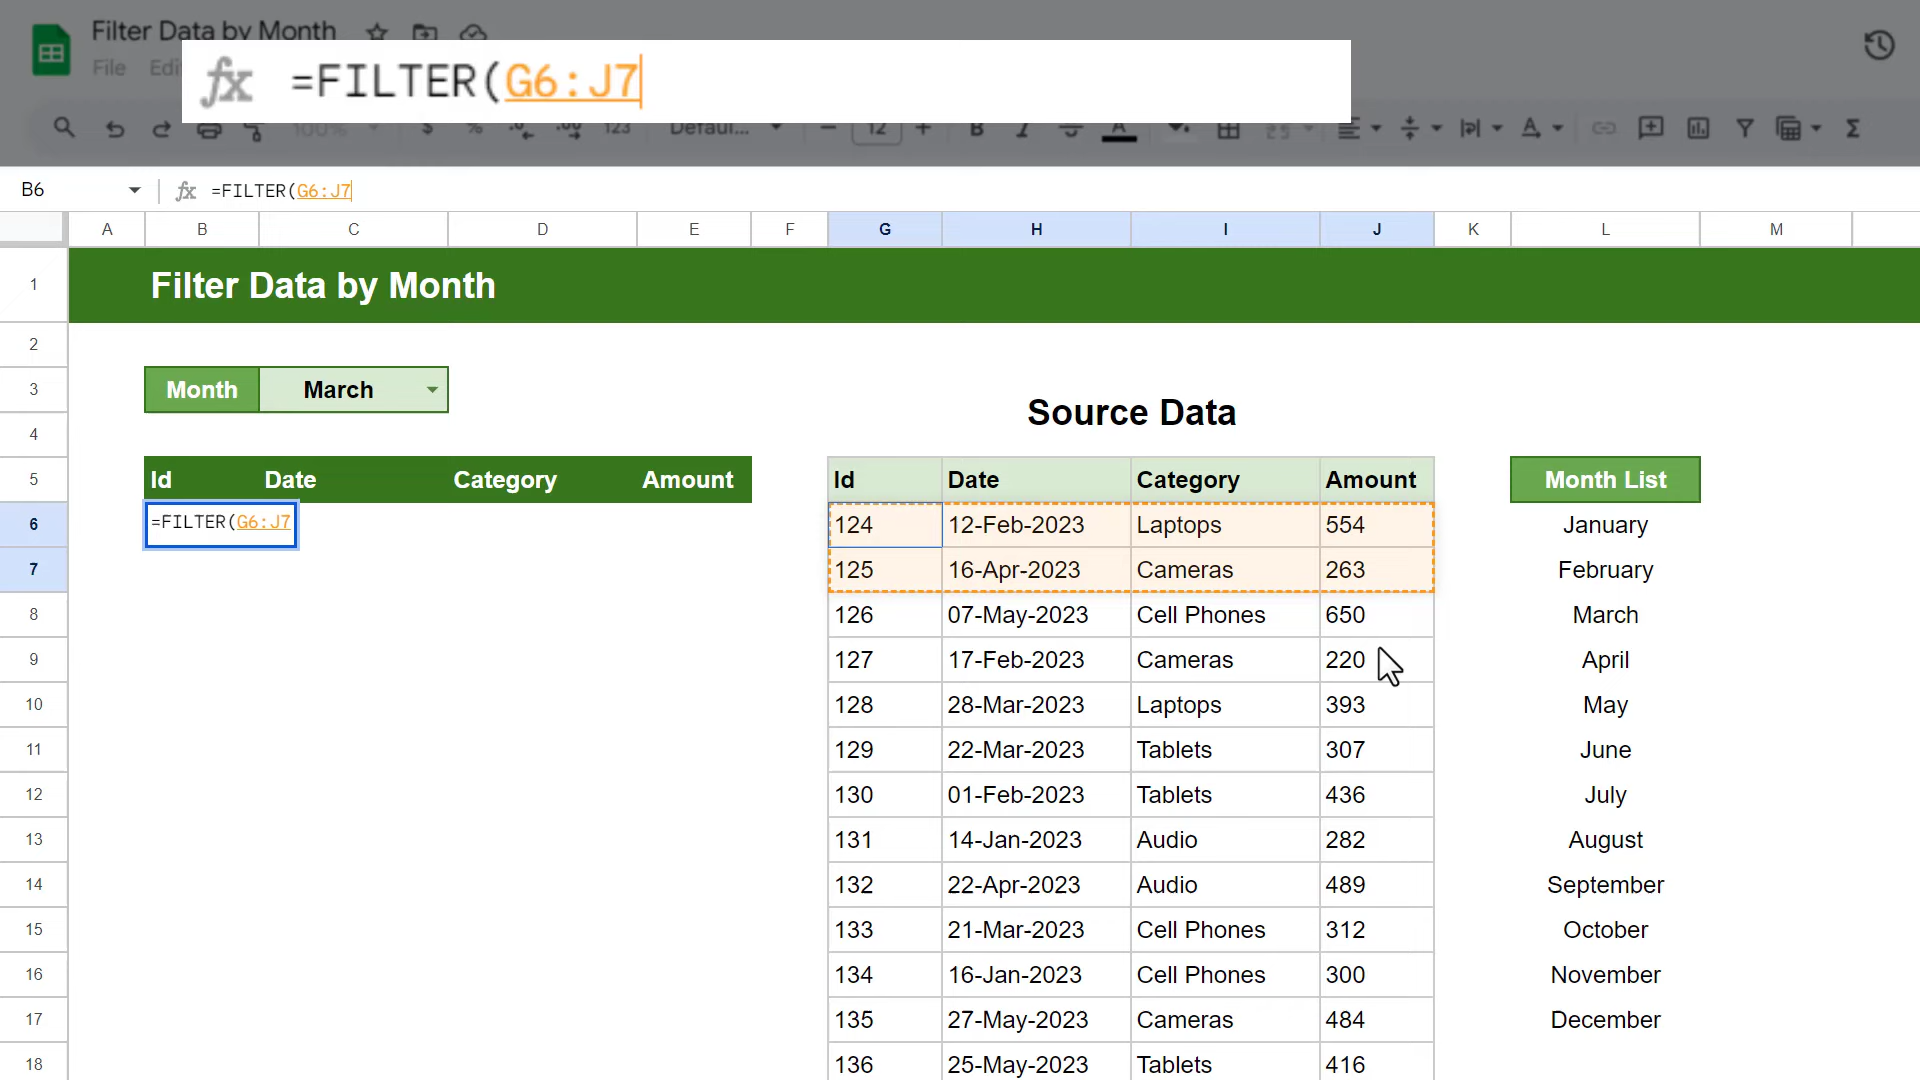 Filter Data by Month
File Edi
=FILTER(G6:J7
100% $ % 123 Defaul... 12 B I A
B6 =FILTER(G6:J7
A B C D E F G H I J K L M
1 Filter Data by Month
2
3 Month March
Source Data
4
5 Id Date Category Amount Id Date Category Amount Month List
6 =FILTER(G6:J7 124 12-Feb-2023 Laptops 554 January
7 125 16-Apr-2023 Cameras 263 February
8 126 07-May-2023 Cell Phones 650 March
9 127 17-Feb-2023 Cameras 220 April
10 128 28-Mar-2023 Laptops 393 May
11 129 22-Mar-2023 Tablets 307 June
12 130 01-Feb-2023 Tablets 436 July
13 131 14-Jan-2023 Audio 282 August
14 132 22-Apr-2023 Audio 489 September
15 133 21-Mar-2023 Cell Phones 312 October
16 134 16-Jan-2023 Cell Phones 300 November
17 135 27-May-2023 Cameras 484 December
18 136 25-May-2023 Tablets 416